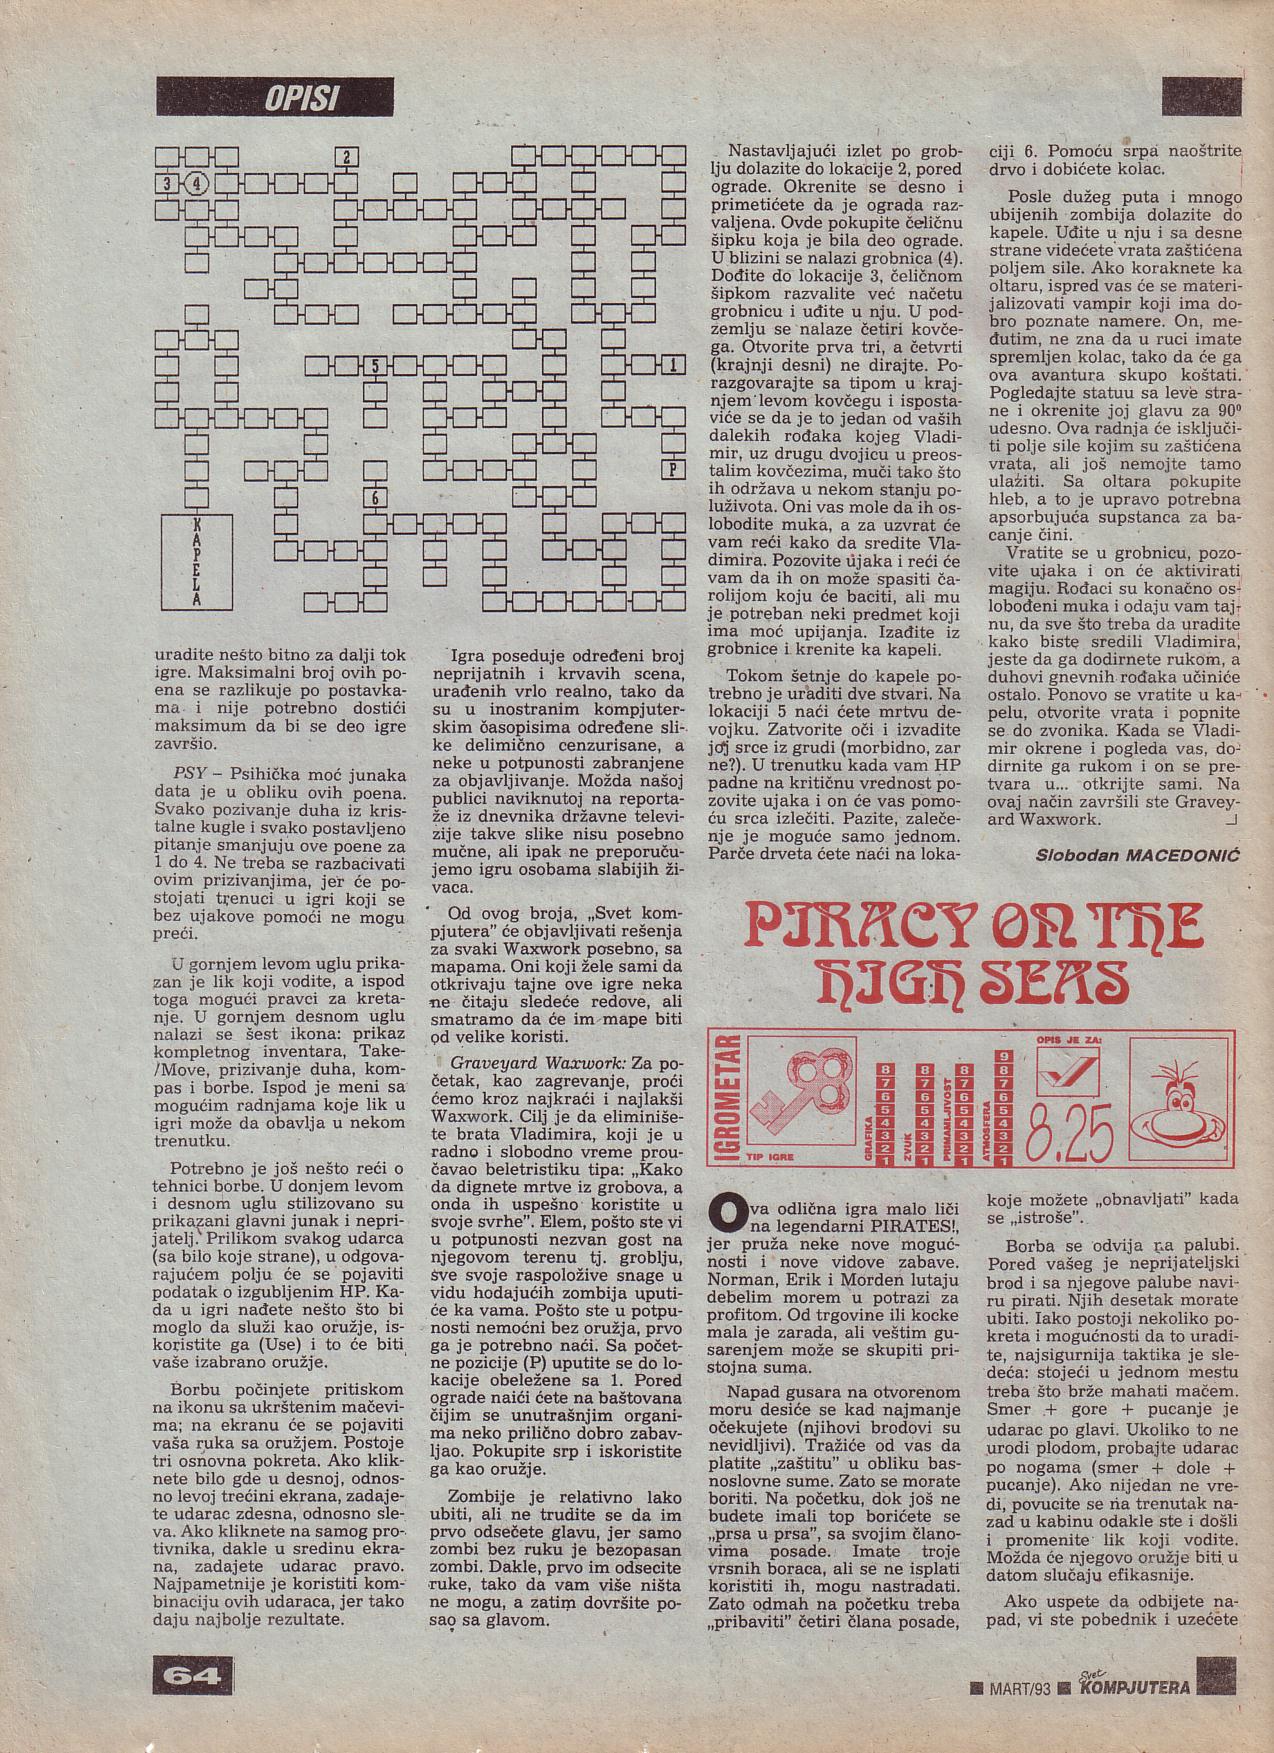 OPISI
2
3
4
5
1
P
6
K
A
P
E
L
A
uradite nešto bitno za dalji tok
igre. Maksimalni broj ovih po-
ena se razlikuje po postavka-
ma i nije potrebno dostići
maksimum da bi se deo igre
završio.
PSY – Psihička moć junaka
data je u obliku ovih poena.
Svako pozivanje duha iz kris-
talne kugle i svako postavljeno
pitanje smanjuju ove poene za
1 do 4. Ne treba se razbacivati
ovim prizivanjima, jer će po-
stojati trenuci u igri koji se
bez ujakove pomoći ne mogu
preći.
U gornjem levom uglu prika-
zan je lik koji vodite, a ispod
toga mogući pravci za kreta-
nje. U gornjem desnom uglu
nalazi se šest ikona: prikaz
kompletnog inventara, Take-
/Move, prizivanje duha, kom-
pas i borbe. Ispod je meni sa
mogućim radnjama koje lik u
igri može da obavlja u nekom
trenutku.
Potrebno je još nešto reći o
tehnici borbe. U donjem levom
i desnom uglu stilizovano su
prikazani glavni junak i nepri-
jatelj. Prilikom svakog udarca
(sa bilo koje strane), u odgova-
rajućem polju će se pojaviti
podatak o izgubljenim HP. Ka-
da u igri nađete nešto što bi
moglo da služi kao oružje, is-
koristite ga (Use) i to će biti
vaše izabrano oružje.
Borbu počinjete pritiskom
na ikonu sa ukrštenim mačevi-
ma; na ekranu će se pojaviti
vaša ruka sa oružjem. Postoje
tri osnovna pokreta. Ako klik-
nete bilo gde u desnoj, odnos-
no levoj trećini ekrana, zadaje-
te udarac zdesna, odnosno sle-
va. Ako kliknete na samog pro-
tivnika, dakle u sredinu ekra-
na, zadajete udarac pravo.
Najpametnije je koristiti kom-
binaciju ovih udaraca, jer tako
daju najbolje rezultate.
Igra poseduje određeni broj
neprijatnih i krvavih scena,
urađenih vrlo realno, tako da
su u inostranim kompjuter-
skim časopisima određene sli-
ke delimično cenzurisane, a
neke u potpunosti zabranjene
za objavljivanje. Možda našoj
publici naviknutoj na reporta-
že iz dnevnika državne televi-
zije takve slike nisu posebno
mučne, ali ipak ne preporuču-
jemo igru osobama slabijih ži-
vaca.
Od ovog broja, „Svet kom-
pjutera” će objavljivati rešenja
za svaki Waxwork posebno, sa
mapama. Oni koji žele sami da
otkrivaju tajne ove igre neka
ne čitaju sledeće redove, ali
smatramo da će im mape biti
od velike koristi.
Graveyard Waxwork: Za po-
četak, kao zagrevanje, proći
ćemo kroz najkraći i najlakši
Waxwork. Cilj je da eliminiše-
te brata Vladimira, koji je u
radno i slobodno vreme prou-
čavao beletristiku tipa: „Kako
da dignete mrtve iz grobova, a
onda ih uspešno koristite u
svoje svrhe”. Elem, pošto ste vi
u potpunosti nezvan gost na
njegovom terenu tj. groblju,
sve svoje raspoložive snage u
vidu hodajućih zombija uputi-
će ka vama. Pošto ste u potpu-
nosti nemoćni bez oružja, prvo
ga je potrebno naći. Sa počet-
ne pozicije (P) uputite se do lo-
kacije obeležene sa 1. Pored
ograde naići ćete na baštovana
čijim se unutrašnjim organi-
ma neko prilično dobro zabav-
ljao. Pokupite srp i iskoristite
ga kao oružje.
Zombije je relativno lako
ubiti, ali ne trudite se da im
prvo odsečete glavu, jer samo
zombi bez ruku je bezopasan
zombi. Dakle, prvo im odsecite
ruke, tako da vam više ništa
ne mogu, a zatim dovršite po-
sao sa glavom.
Nastavljajući izlet po grob-
lju dolazite do lokacije 2, pored
ograde. Okrenite se desno i
primetićete da je ograda raz-
valjena. Ovde pokupite čeličnu
šipku koja je bila deo ograde.
U blizini se nalazi grobnica (4).
Dođite do lokacije 3, čeličnom
šipkom razvalite već načetu
grobnicu i uđite u nju. U pod-
zemlju se nalaze četiri kovče-
ga. Otvorite prva tri, a četvrti
(krajnji desni) ne dirajte. Po-
razgovarajte sa tipom u kraj-
njem levom kovčegu i isposta-
viće se da je to jedan od vaših
dalekih rođaka kojeg Vladi-
mir, uz drugu dvojicu u preos-
talim kovčezima, muči tako što
ih održava u nekom stanju po-
luživota. Oni vas mole da ih os-
lobodite muka, a za uzvrat će
vam reći kako da sredite Vla-
dimira. Pozovite ujaka i reći će
vam da ih on može spasiti ča-
rolijom koju će baciti, ali mu
je potreban neki predmet koji
ima moć upijanja. Izađite iz
grobnice i krenite ka kapeli.
Tokom šetnje do kapele po-
trebno je uraditi dve stvari. Na
lokaciji 5 naći ćete mrtvu de-
vojku. Zatvorite oči i izvadite
joj srce iz grudi (morbidno, zar
ne?). U trenutku kada vam HP
padne na kritičnu vrednost po-
zovite ujaka i on će vas pomo-
ću srca izlečiti. Pazite, zaleče-
nje je moguće samo jednom.
Parče drveta ćete naći na loka-
ciji 6. Pomoću srpa naoštrite
drvo i dobićete kolac.
Posle dužeg puta i mnogo
ubijenih zombija dolazite do
kapele. Uđite u nju i sa desne
strane videćete vrata zaštićena
poljem sile. Ako koraknete ka
oltaru, ispred vas će se materi-
jalizovati vampir koji ima do-
bro poznate namere. On, me-
đutim, ne zna da u ruci imate
spremljen kolac, tako da će ga
ova avantura skupo koštati.
Pogledajte statuu sa leve stra-
ne i okrenite joj glavu za 90º
udesno. Ova radnja će isključi-
ti polje sile kojim su zaštićena
vrata, ali još nemojte tamo
ulaziti. Sa oltara pokupite
hleb, a to je upravo potrebna
apsorbujuća supstanca za ba-
canje čini.
Vratite se u grobnicu, pozo-
vite ujaka i on će aktivirati
magiju. Rođaci su konačno os-
lobođeni muka i odaju vam taj-
nu, da sve što treba da uradite
kako biste sredili Vladimira,
jeste da ga dodirnete rukom, a
duhovi gnevnih rođaka učiniće
ostalo. Ponovo se vratite u ka-
pelu, otvorite vrata i popnite
se do zvonika. Kada se Vladi-
mir okrene i pogleda vas, do-
dirnite ga rukom i on se pre-
tvara u... otkrijte sami. Na
ovaj način završili ste Gravey-
ard Waxwork.
Slobodan MACEDONIĆ
PIRACY ON THE
HIGH SEAS
IGROMETAR
TIP IGRE
GRAFIKA
8 7 6 5 4 3 2 1
ZVUK
8 7 6 5 4 3 2 1
PRIMAMLJIVOST
8 7 6 5 4 3 2 1
ATMOSFERA
9 8 7 6 5 4 3 2 1
OPIS JE ZA:
8.25
Ova odlična igra malo liči
na legendarni PIRATES!,
jer pruža neke nove moguć-
nosti i nove vidove zabave.
Norman, Erik i Morden lutaju
debelim morem u potrazi za
profitom. Od trgovine ili kocke
mala je zarada, ali veštim gu-
sarenjem može se skupiti pri-
stojna suma.
Napad gusara na otvorenom
moru desiće se kad najmanje
očekujete (njihovi brodovi su
nevidljivi). Tražiće od vas da
platite „zaštitu” u obliku bas-
noslovne sume. Zato se morate
boriti. Na početku, dok još ne
budete imali top borićete se
„prsa u prsa”, sa svojim člano-
vima posade. Imate troje
vrsnih boraca, ali se ne isplati
koristiti ih, mogu nastradati.
Zato odmah na početku treba
„pribaviti” četiri člana posade,
koje možete „obnavljati” kada
se „istroše”.
Borba se odvija na palubi.
Pored vašeg je neprijateljski
brod i sa njegove palube navi-
ru pirati. Njih desetak morate
ubiti. Iako postoji nekoliko po-
kreta i mogućnosti da to uradi-
te, najsigurnija taktika je sle-
deća: stojeći u jednom mestu
treba što brže mahati mačem.
Smer + gore + pucanje je
udarac po glavi. Ukoliko to ne
urodi plodom, probajte udarac
po nogama (smer + dole +
pucanje). Ako nijedan ne vre-
di, povucite se na trenutak na-
zad u kabinu odakle ste i došli
i promenite lik koji vodite.
Možda će njegovo oružje biti u
datom slučaju efikasnije.
Ako uspete da odbijete na-
pad, vi ste pobednik i uzećete
64
MART/93
Svet
KOMPJUTERA